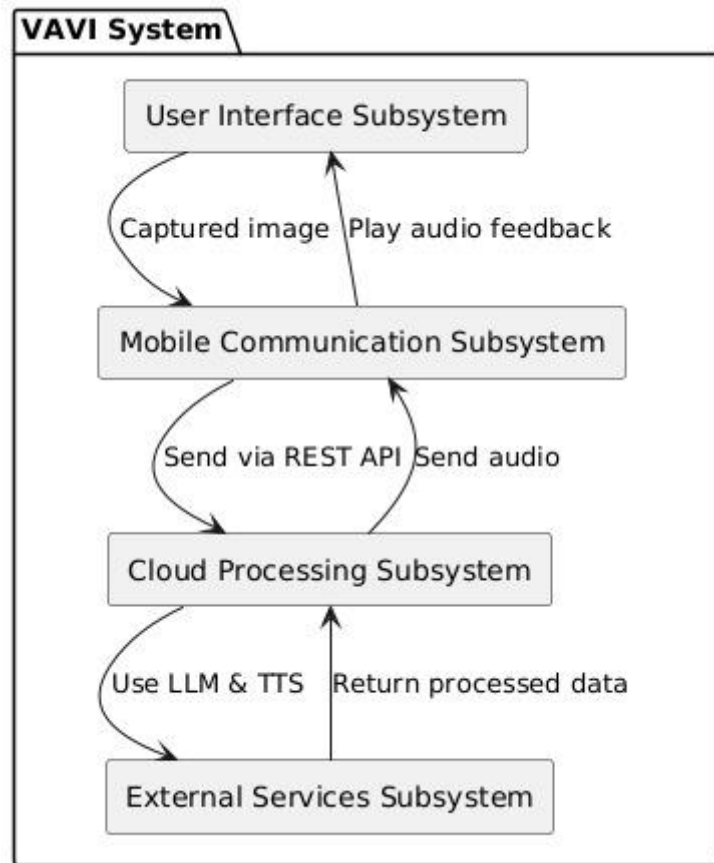 VAVI System
User Interface Subsystem
Captured image
Play audio feedback
Mobile Communication Subsystem
Send via REST API
Send audio
Cloud Processing Subsystem
Use LLM & TTS
Return processed data
External Services Subsystem